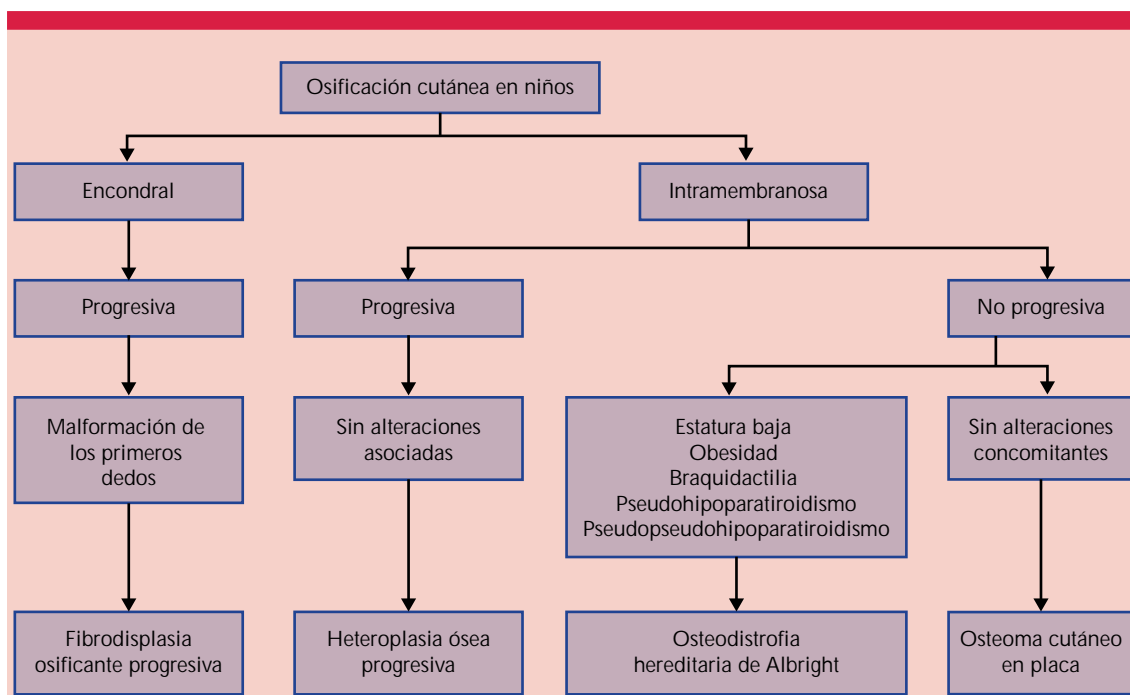 Osificación cutánea en niños
Encondral
Intramembranosa
Progresiva
Progresiva
No progresiva
Malformación de
los primeros
dedos
Sin alteraciones
asociadas
Estatura baja
Obesidad
Braquidactilia
Pseudohipoparatiroidismo
Pseudopseudohipoparatiroidismo
Sin alteraciones
concomitantes
Fibrodisplasia
osificante progresiva
Heteroplasia ósea
progresiva
Osteodistrofia
hereditaria de Albright
Osteoma cutáneo
en placa